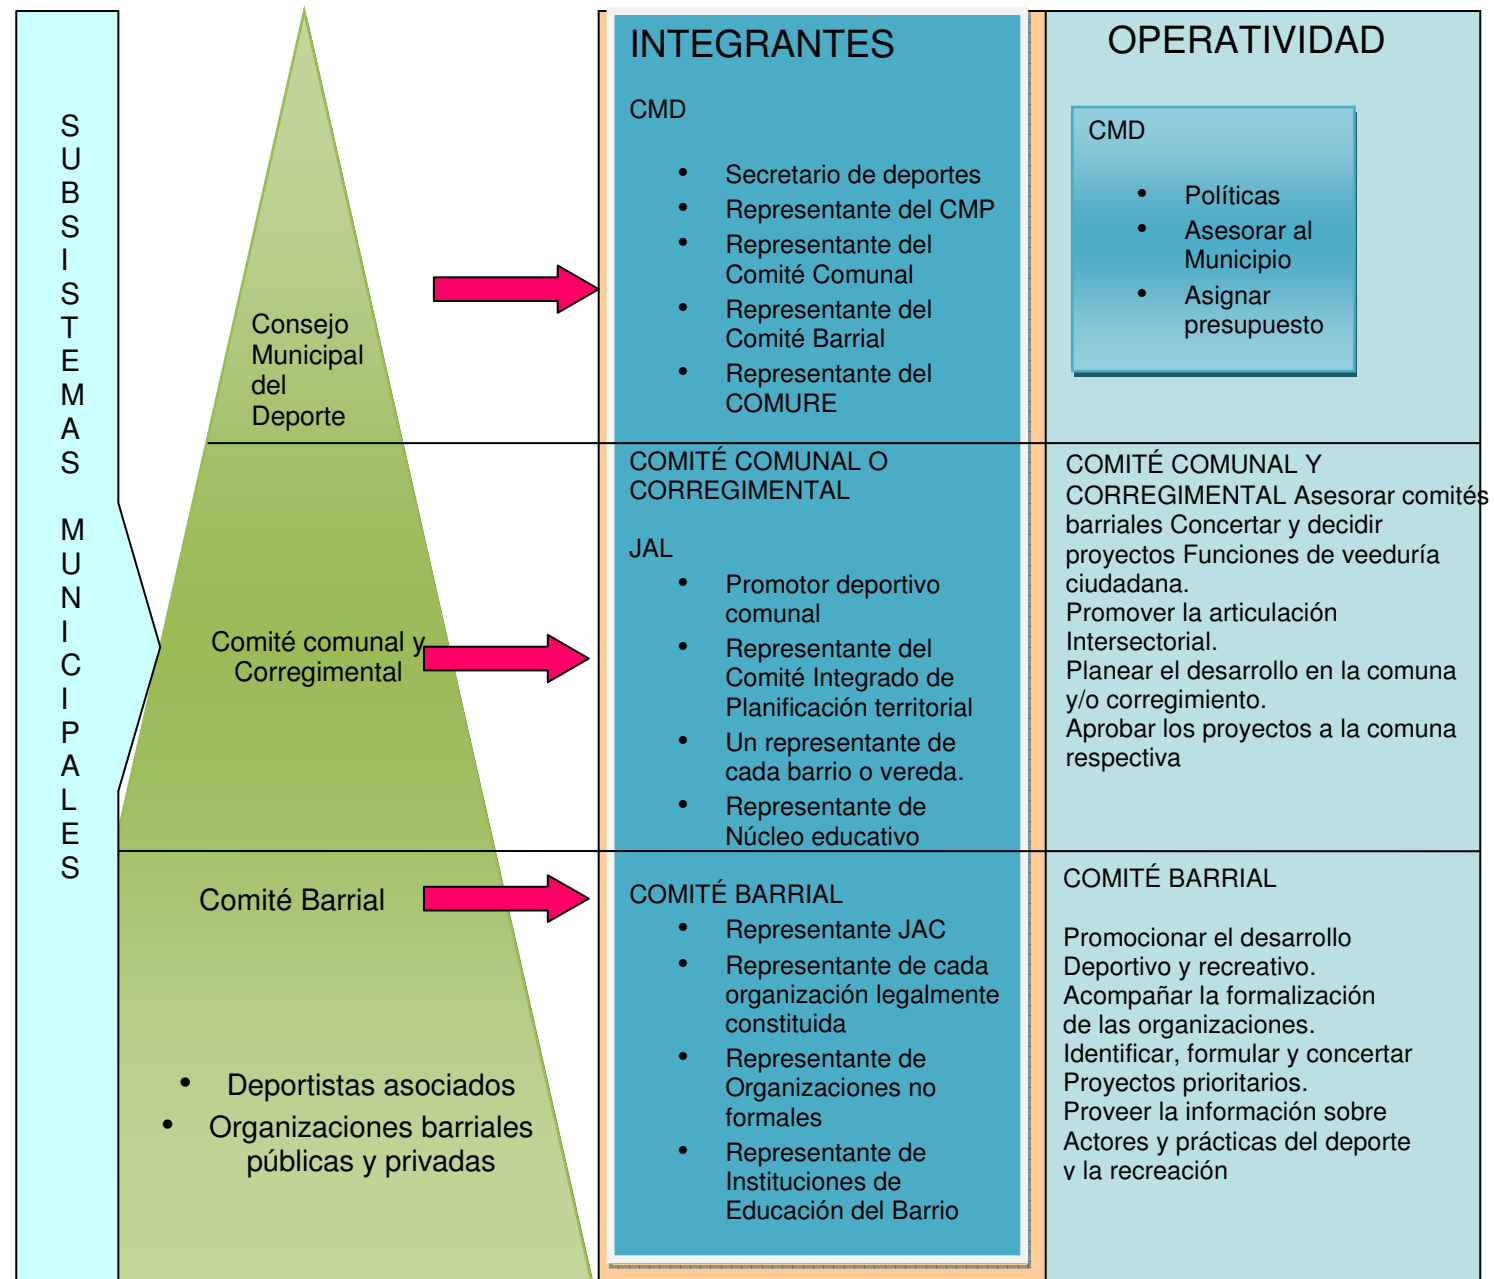 SUBSISTEMAS MUNICIPALES
Consejo
Municipal
del
Deporte
Comité comunal y
Corregimental
Comité Barrial
• Deportistas asociados
• Organizaciones barriales
públicas y privadas
INTEGRANTES
CMD
• Secretario de deportes
• Representante del CMP
• Representante del
Comité Comunal
• Representante del
Comité Barrial
• Representante del
COMURE
COMITÉ COMUNAL O
CORREGIMENTAL
JAL
• Promotor deportivo
comunal
• Representante del
Comité Integrado de
Planificación territorial
• Un representante de
cada barrio o vereda.
• Representante de
Núcleo educativo
COMITÉ BARRIAL
• Representante JAC
• Representante de cada
organización legalmente
constituida
• Representante de
Organizaciones no
formales
• Representante de
Instituciones de
Educación del Barrio
OPERATIVIDAD
CMD
• Políticas
• Asesorar al
Municipio
• Asignar
presupuesto
COMITÉ COMUNAL Y
CORREGIMENTAL Asesorar comités
barriales Concertar y decidir
proyectos Funciones de veeduría
ciudadana.
Promover la articulación
Intersectorial.
Planear el desarrollo en la comuna
y/o corregimiento.
Aprobar los proyectos a la comuna
respectiva
COMITÉ BARRIAL
Promocionar el desarrollo
Deportivo y recreativo.
Acompañar la formalización
de las organizaciones.
Identificar, formular y concertar
Proyectos prioritarios.
Proveer la información sobre
Actores y prácticas del deporte
y la recreación